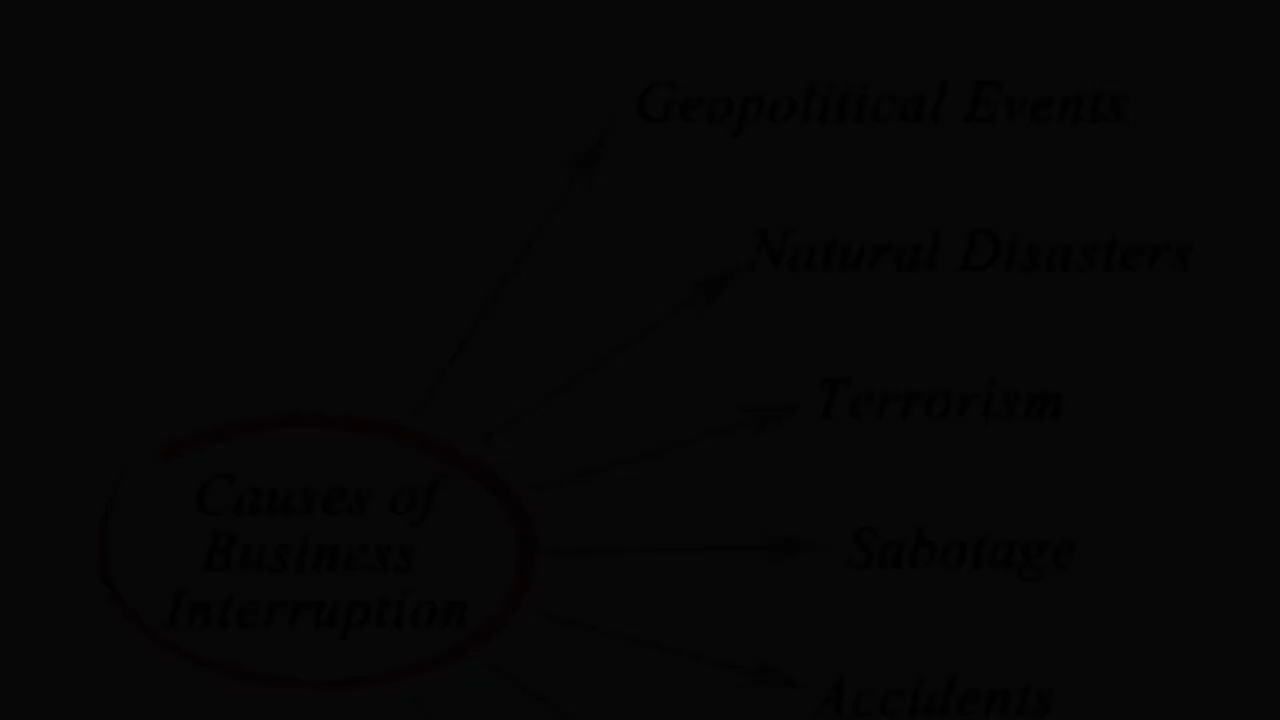 Geopolitical Events
Natural Disasters
Terrorism
Causes of
Business
Interruption
Sabotage
Accidents